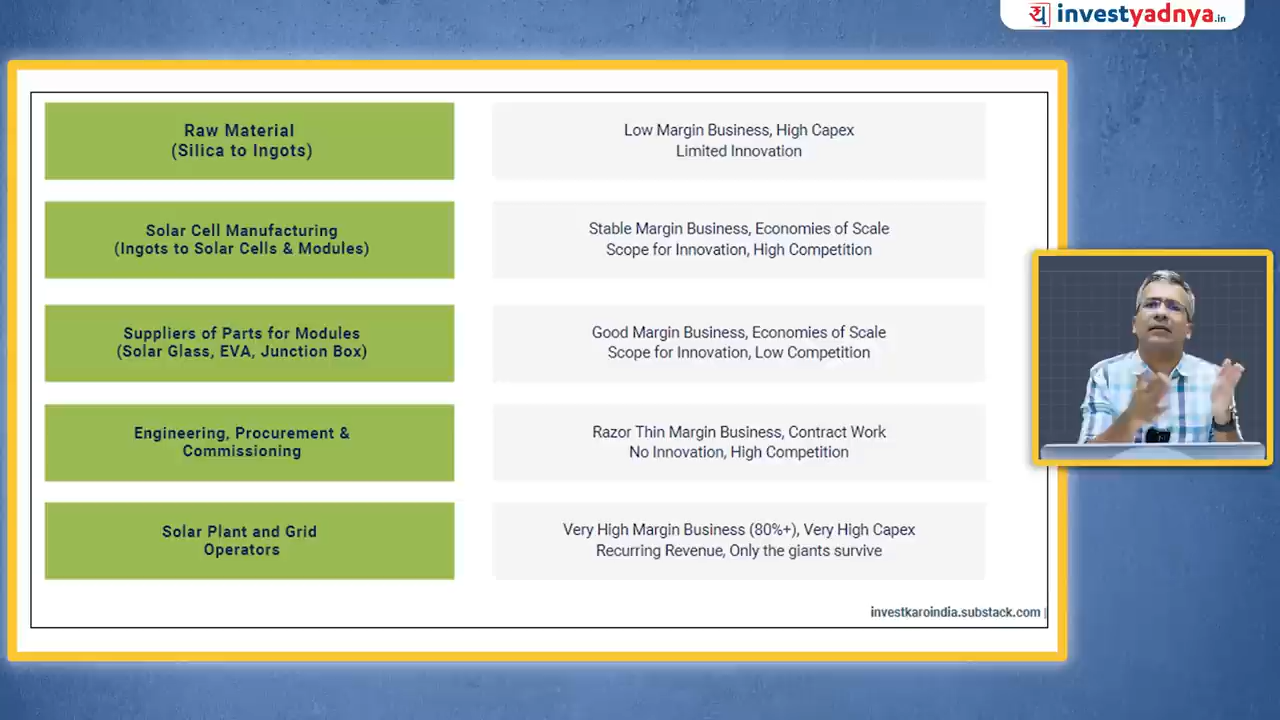 य investyadnya.in
Raw Material
(Silica to Ingots)
Low Margin Business, High Capex
Limited Innovation
Solar Cell Manufacturing
(Ingots to Solar Cells & Modules)
Stable Margin Business, Economies of Scale
Scope for Innovation, High Competition
Suppliers of Parts for Modules
(Solar Glass, EVA, Junction Box)
Good Margin Business, Economies of Scale
Scope for Innovation, Low Competition
Engineering, Procurement &
Commissioning
Razor Thin Margin Business, Contract Work
No Innovation, High Competition
Solar Plant and Grid
Operators
Very High Margin Business (80%+), Very High Capex
Recurring Revenue, Only the giants survive
investkaroindia.substack.com |